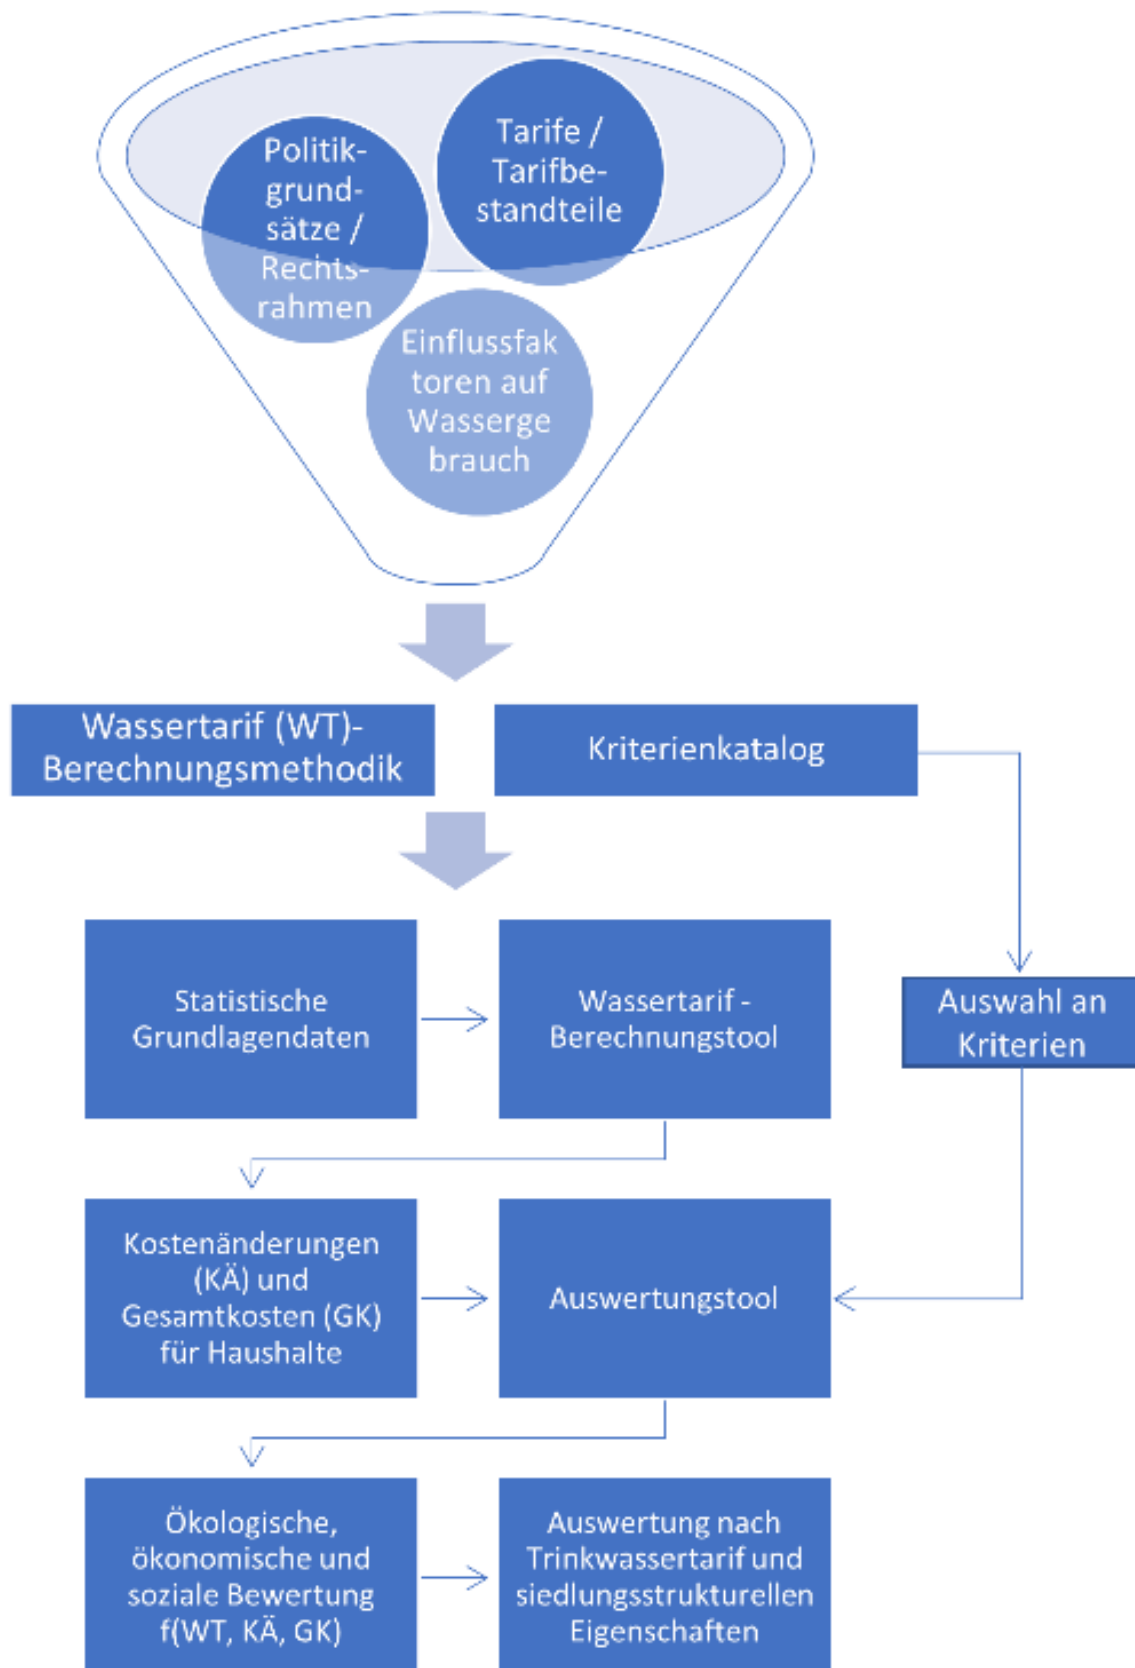 Politik-
grund-
sätze /
Rechts-
rahmen
Tarife /
Tarifbe-
standteile
Einflussfak
toren auf
Wasserge
brauch
Wassertarif (WT)-
Berechnungsmethodik
Kriterienkatalog
Statistische
Grundlagendaten
Wassertarif -
Berechnungstool
Auswahl an
Kriterien
Kostenänderungen
(KÄ) und
Gesamtkosten (GK)
für Haushalte
Auswertungstool
Ökologische,
ökonomische und
soziale Bewertung
f(WT, KÄ, GK)
Auswertung nach
Trinkwassertarif und
siedlungsstrukturellen
Eigenschaften